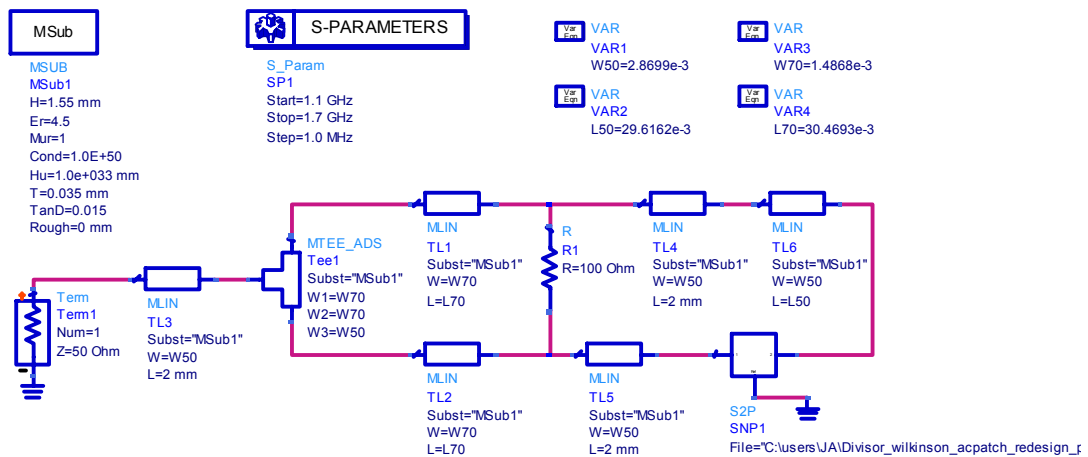 MSub
MSUB
MSub1
H=1.55 mm
Er=4.5
Mur=1
Cond=1.0E+50
Hu=1.0e+033 mm
T=0.035 mm
TanD=0.015
Rough=0 mm
S-PARAMETERS
S_Param
SP1
Start=1.1 GHz
Stop=1.7 GHz
Step=1.0 MHz
Var
Eqn
VAR
VAR1
W50=2.8699e-3
Var
Eqn
VAR
VAR3
W70=1.4868e-3
Var
Eqn
VAR
VAR2
L50=29.6162e-3
Var
Eqn
VAR
VAR4
L70=30.4693e-3
Term
Term1
Num=1
Z=50 Ohm
MLIN
TL3
Subst="MSub1"
W=W50
L=2 mm
MTEE_ADS
Tee1
Subst="MSub1"
W1=W70
W2=W70
W3=W50
MLIN
TL1
Subst="MSub1"
W=W70
L=L70
R
R1
R=100 Ohm
MLIN
TL4
Subst="MSub1"
W=W50
L=2 mm
MLIN
TL6
Subst="MSub1"
W=W50
L=L50
MLIN
TL2
Subst="MSub1"
W=W70
L=L70
MLIN
TL5
Subst="MSub1"
W=W50
L=2 mm
S2P
SNP1
File="C:\users\JA\Divisor_wilkinson_acpatch_redesign_p